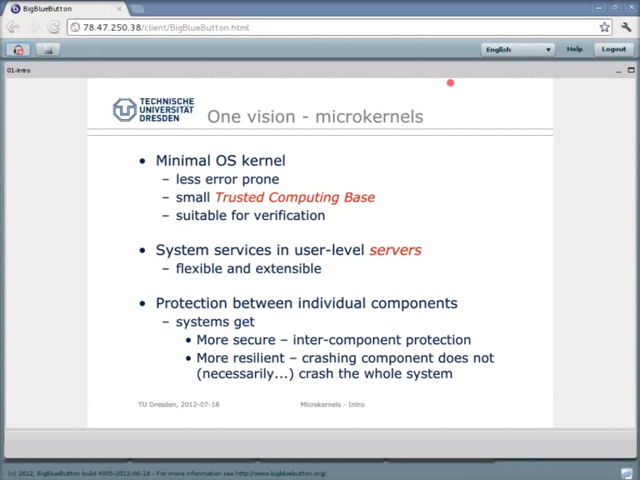 BigBlueButton
78.47.250.38/client/BigBlueButton.html
English Help Logout
01-Intro
TECHNISCHE
UNIVERSITÄT
DRESDEN
One vision - microkernels
• Minimal OS kernel
– less error prone
– small Trusted Computing Base
– suitable for verification
• System services in user-level servers
– flexible and extensible
• Protection between individual components
– systems get
• More secure – inter-component protection
• More resilient – crashing component does not
(necessarily...) crash the whole system
TU Dresden, 2012-07-18 Microkernels - Intro
(c) 2012, BigBlueButton build 4005-2012-06-18 - For more information see http://www.bigbluebutton.org/